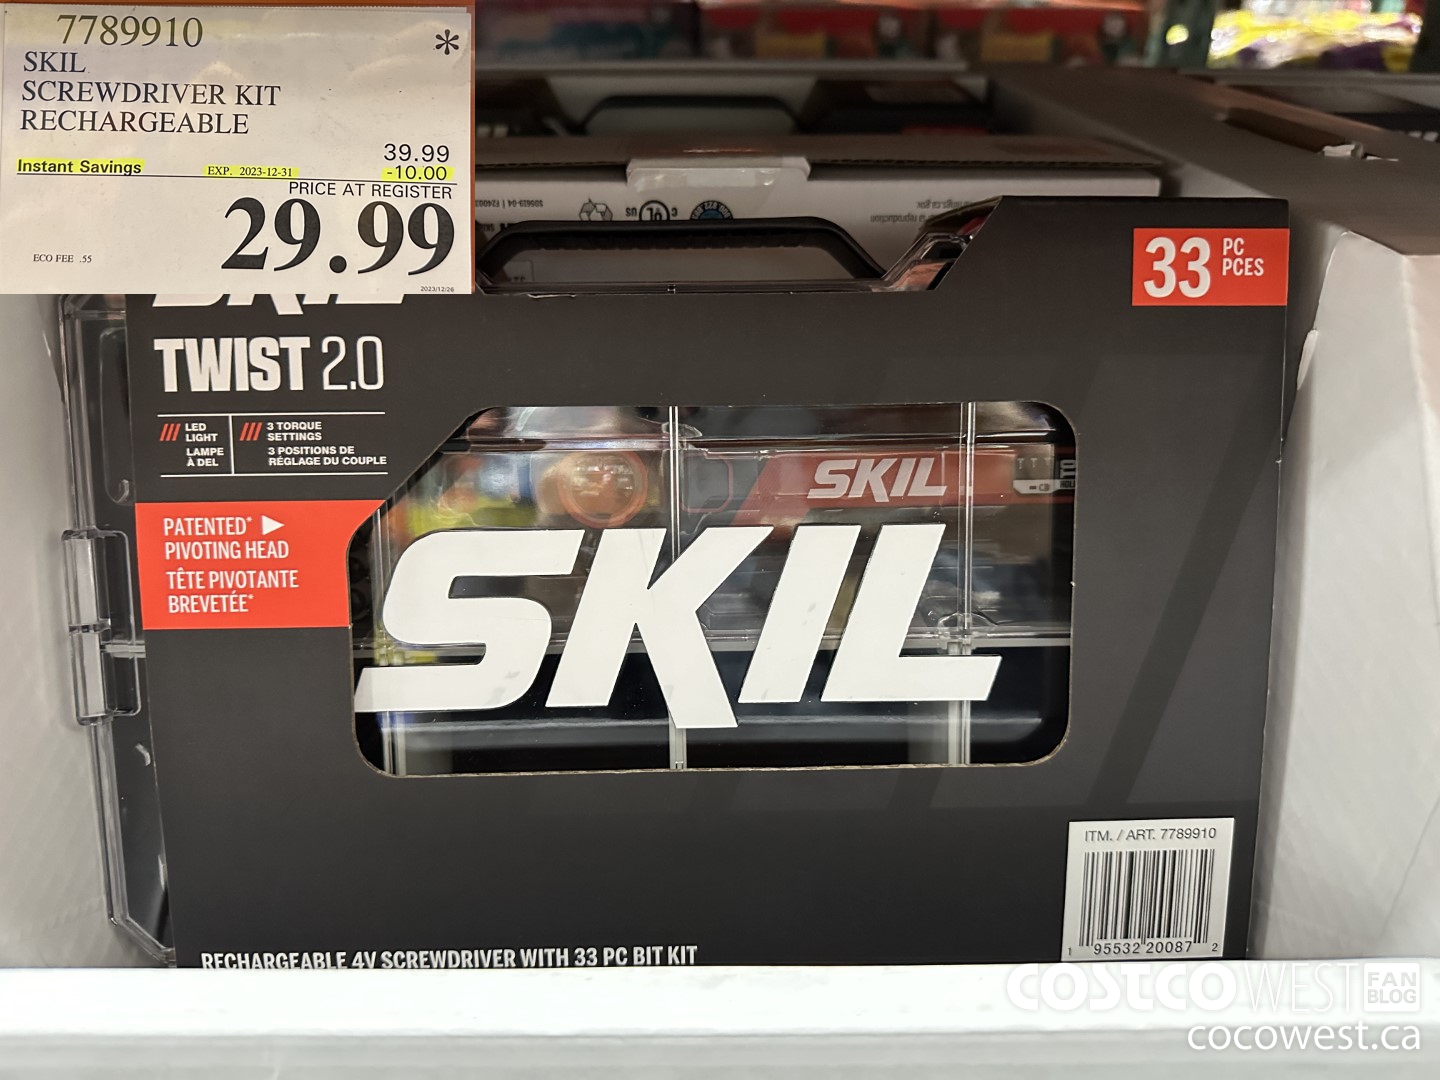 7789910
*
SKIL
SCREWDRIVER KIT
RECHARGEABLE
39.99
Instant Savings EXP. 2023-12-31 -10.00
PRICE AT REGISTER
29.99
ECO FEE .55
2023/12/26
SKIL
TWIST 2.0
LED
LIGHT
LAMPE
À DEL
3 TORQUE
SETTINGS
3 POSITIONS DE
RÉGLAGE DU COUPLE
PATENTED*
PIVOTING HEAD
TÊTE PIVOTANTE
BREVETÉE*
33 PC
PCES
SKIL
SKIL
ITM. / ART. 7789910
1 95532 20087 2
RECHARGEABLE 4V SCREWDRIVER WITH 33 PC BIT KIT
COSTCO WEST FAN
BLOG
cocowest.ca